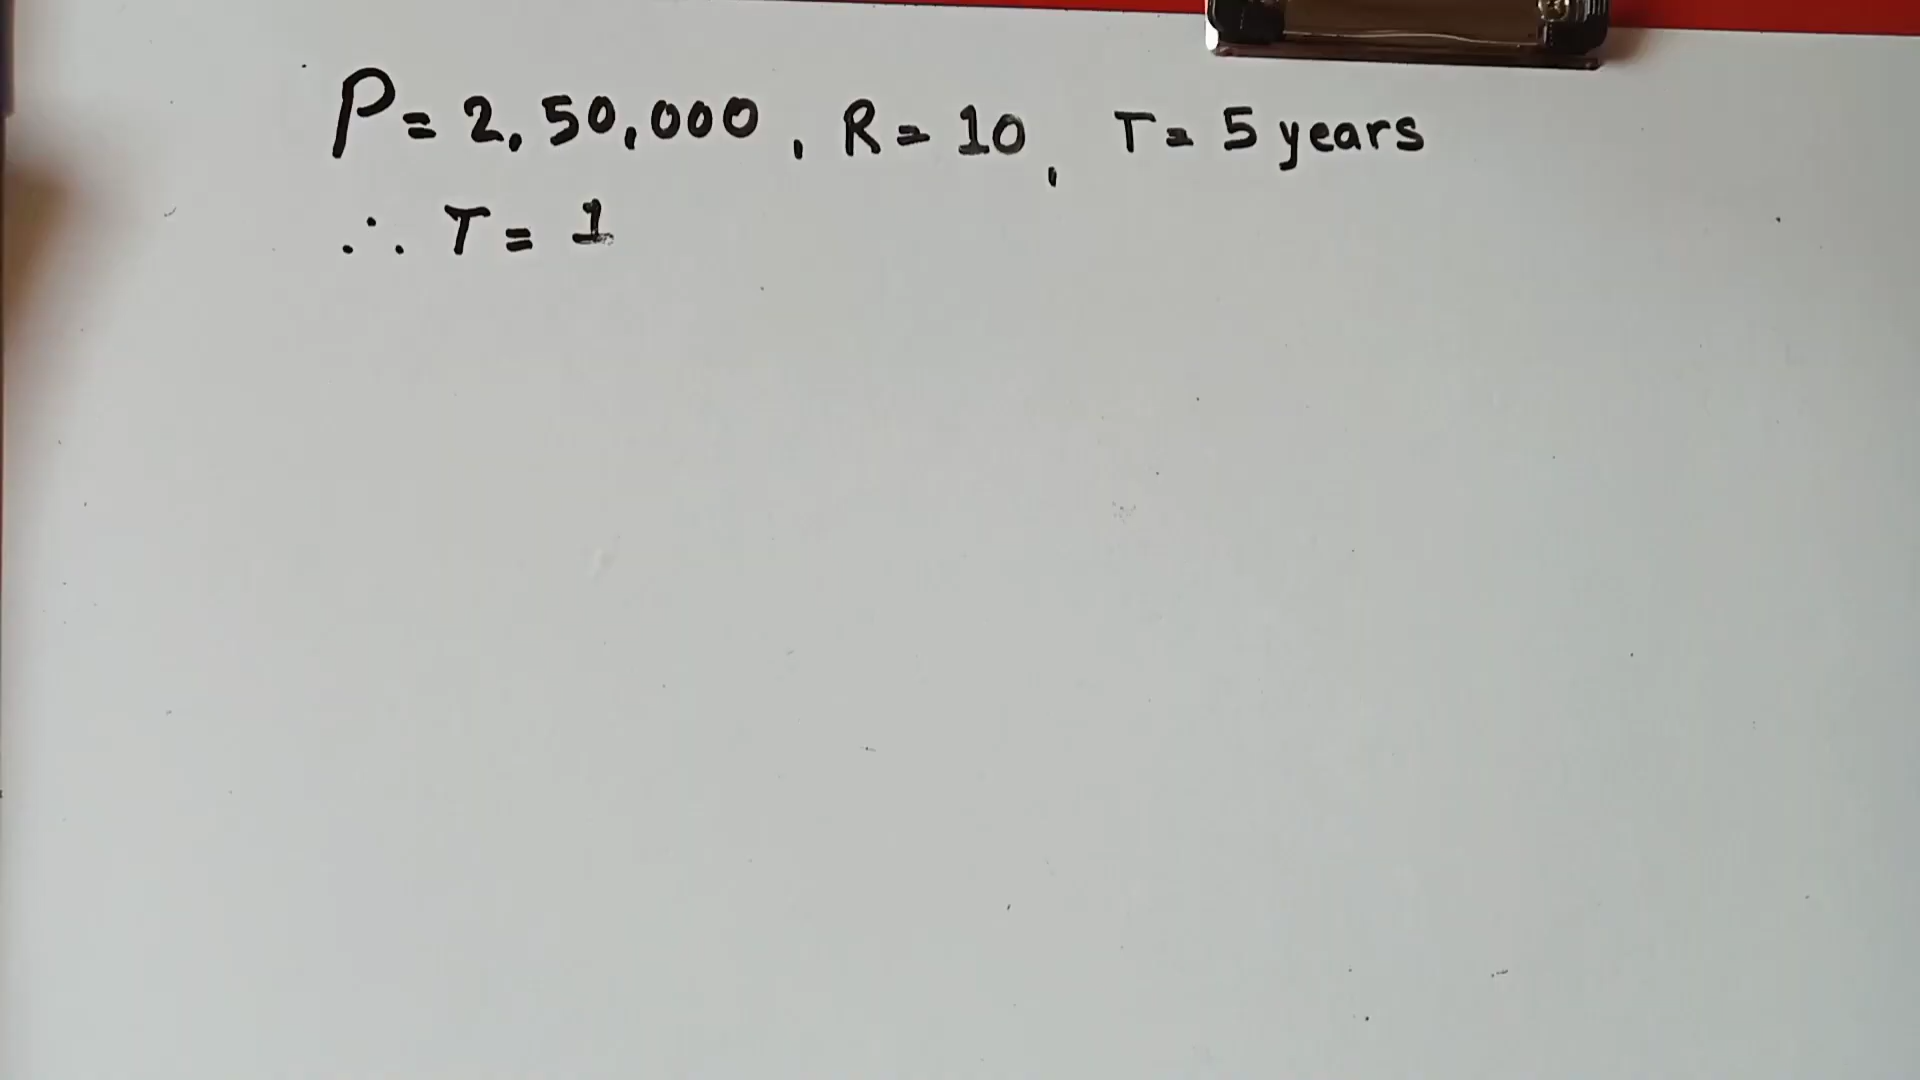 P = 2,50,000, R = 10, T = 5 years
∴ T = 1